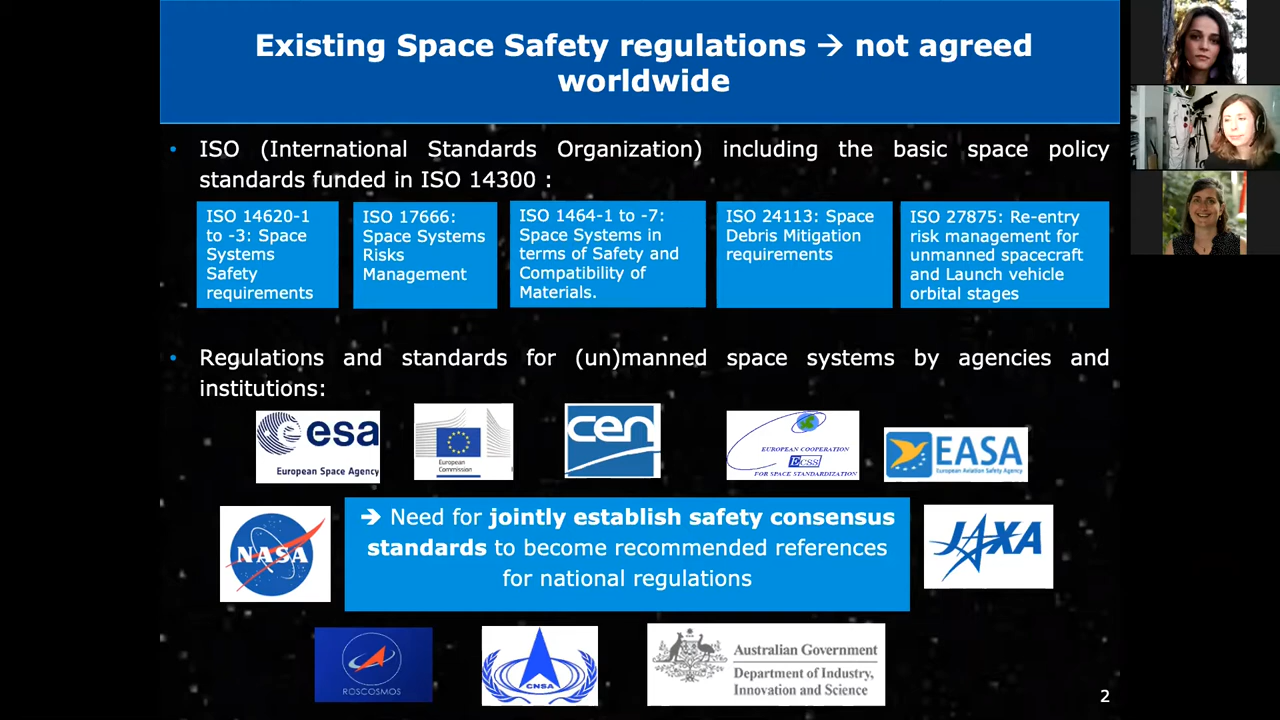 Existing Space Safety regulations → not agreed
worldwide
• ISO (International Standards Organization) including the basic space policy
standards funded in ISO 14300 :
ISO 14620-1
to -3: Space
Systems
Safety
requirements
ISO 17666:
Space Systems
Risks
Management
ISO 1464-1 to -7:
Space Systems in
terms of Safety and
Compatibility of
Materials.
ISO 24113: Space
Debris Mitigation
requirements
ISO 27875: Re-entry
risk management for
unmanned spacecraft
and Launch vehicle
orbital stages
• Regulations and standards for (un)manned space systems by agencies and
institutions:
esa
European Space Agency
European
Commission
cen
EUROPEAN COOPERATION
ECSS
FOR SPACE STANDARDIZATION
EASA
European Aviation Safety Agency
NASA
→ Need for jointly establish safety consensus
standards to become recommended references
for national regulations
JAXA
ROSCOSMOS
CNSA
Australian Government
Department of Industry,
Innovation and Science
2